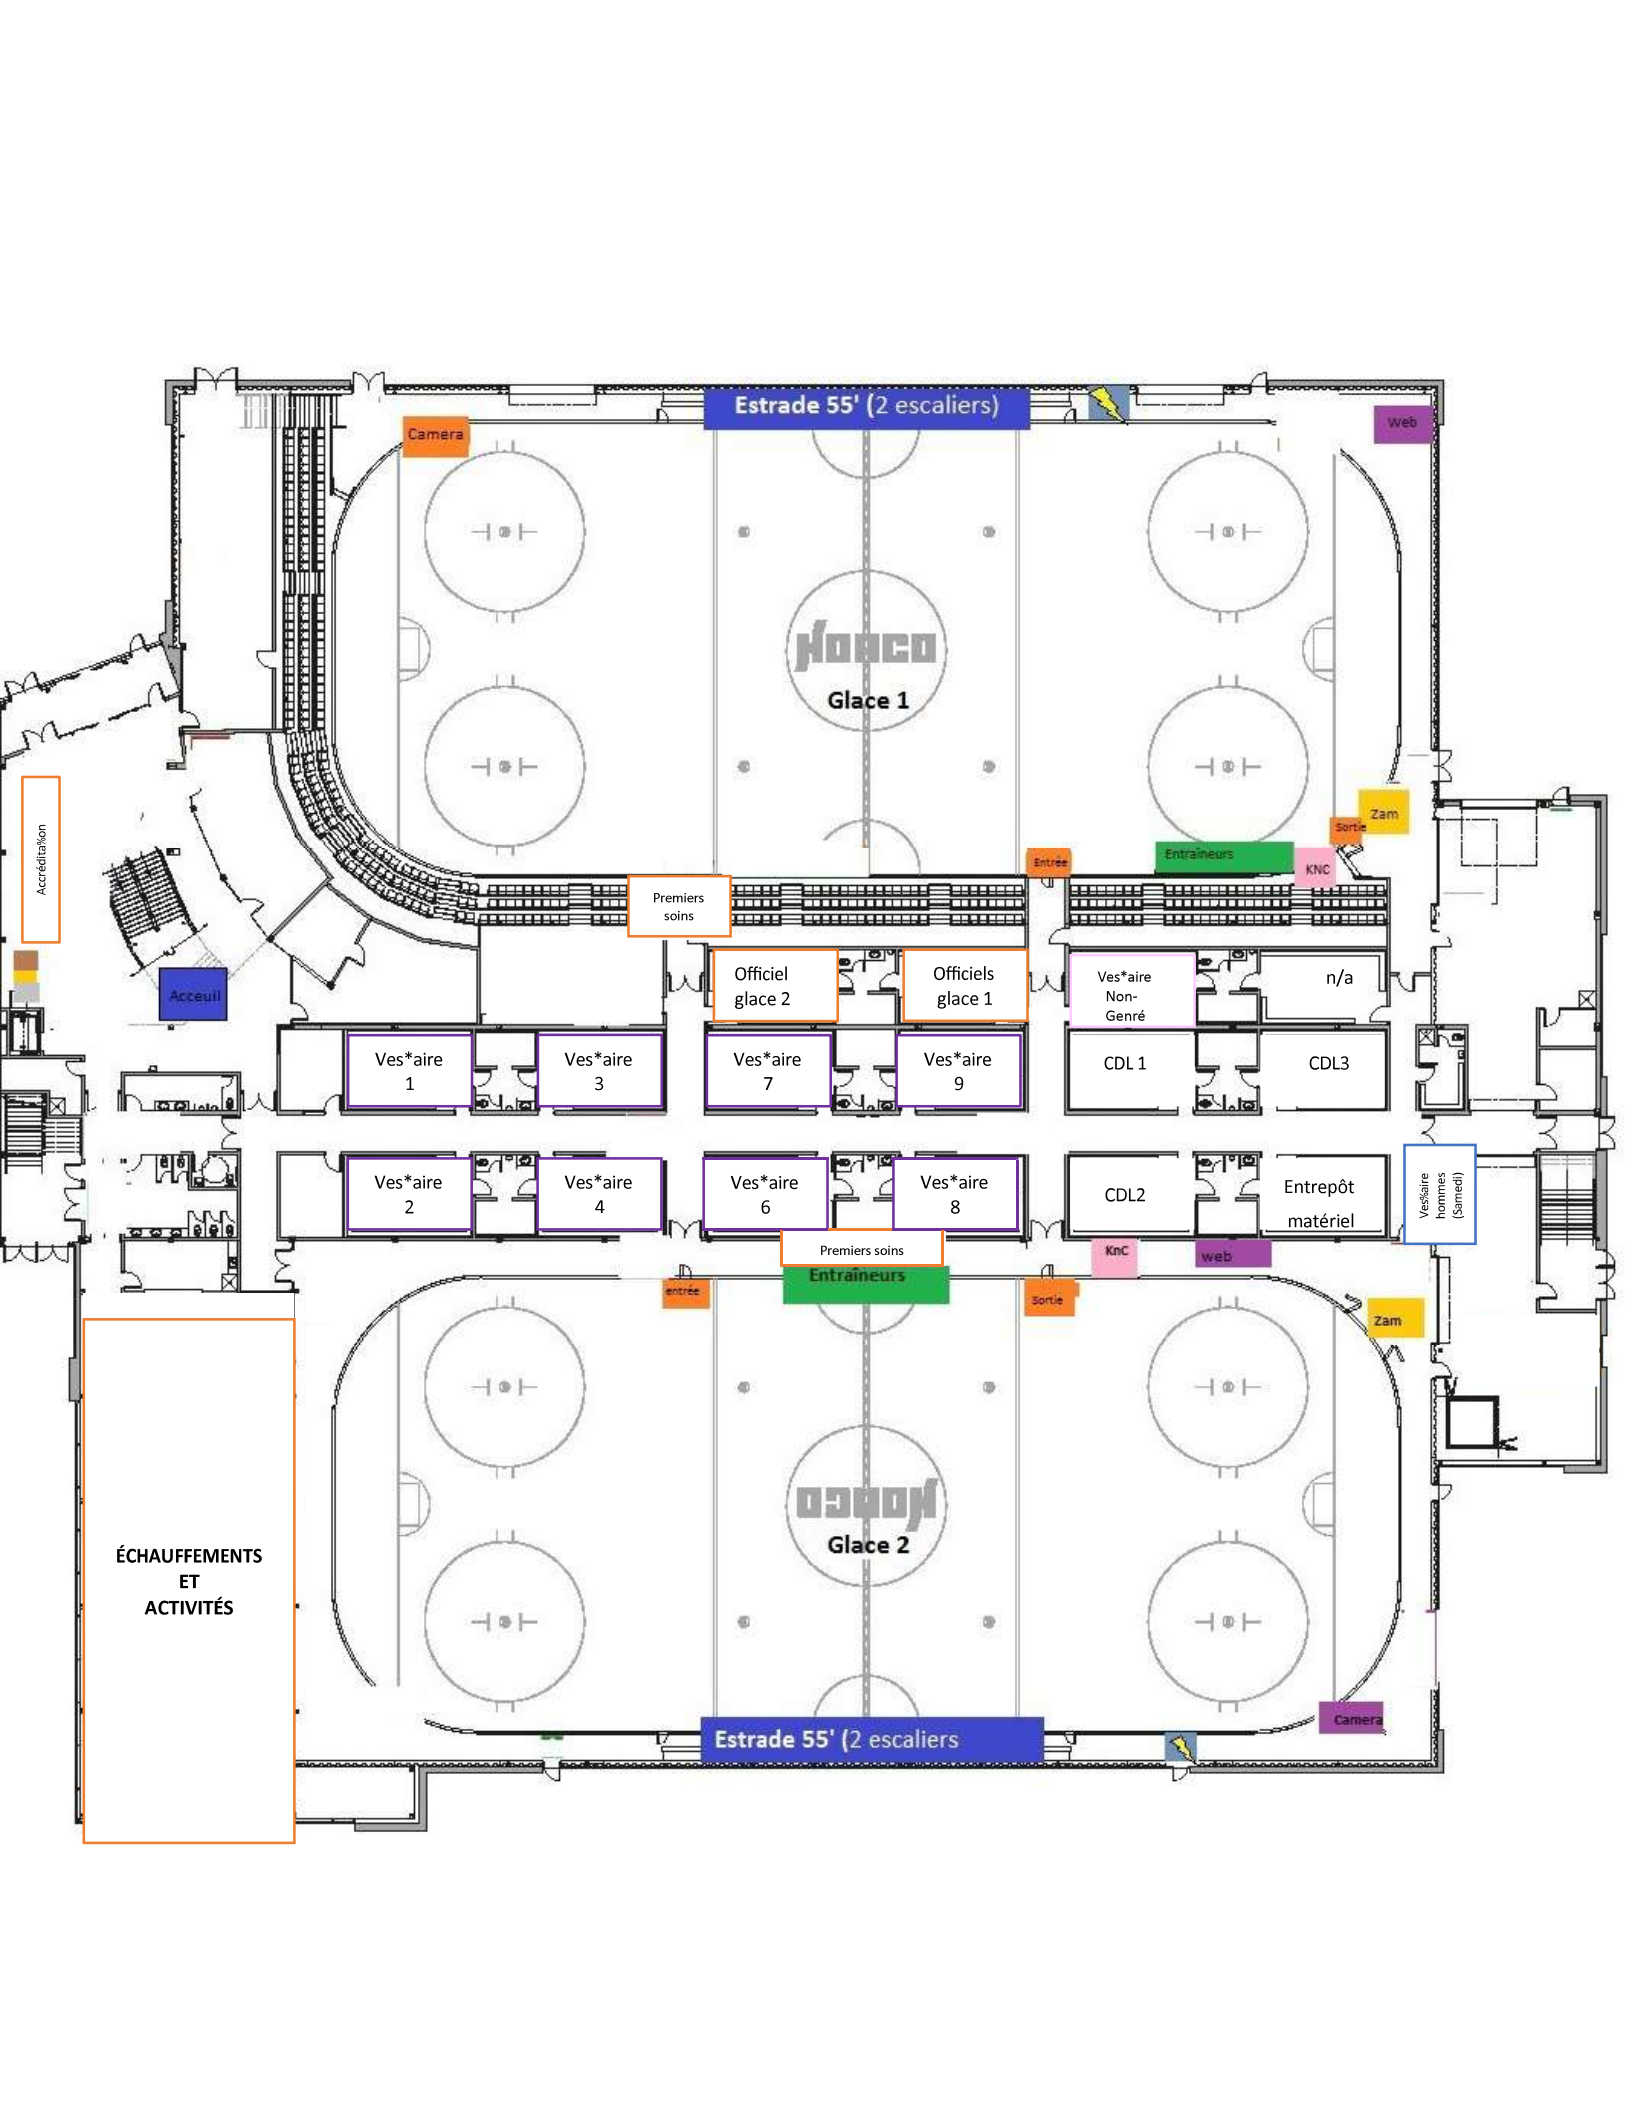 Estrade 55' (2 escaliers)
Camera
Web
HONCO
Glace 1
Zam
Sortie
Entrée
Entraîneurs
KNC
Accrédita%on
Premiers
soins
Acceuil
Officiel
glace 2
Officiels
glace 1
Ves*aire
Non-
Genré
n/a
Ves*aire
1
Ves*aire
3
Ves*aire
7
Ves*aire
9
CDL 1
CDL3
Ves*aire
2
Ves*aire
4
Ves*aire
6
Ves*aire
8
CDL2
Entrepôt
matériel
Ves%aire
hommes
(Samedi)
Premiers soins
KnC
web
Entraîneurs
entrée
Sortie
Zam
HONCO
Glace 2
ÉCHAUFFEMENTS
ET
ACTIVITÉS
Camera
Estrade 55' (2 escaliers